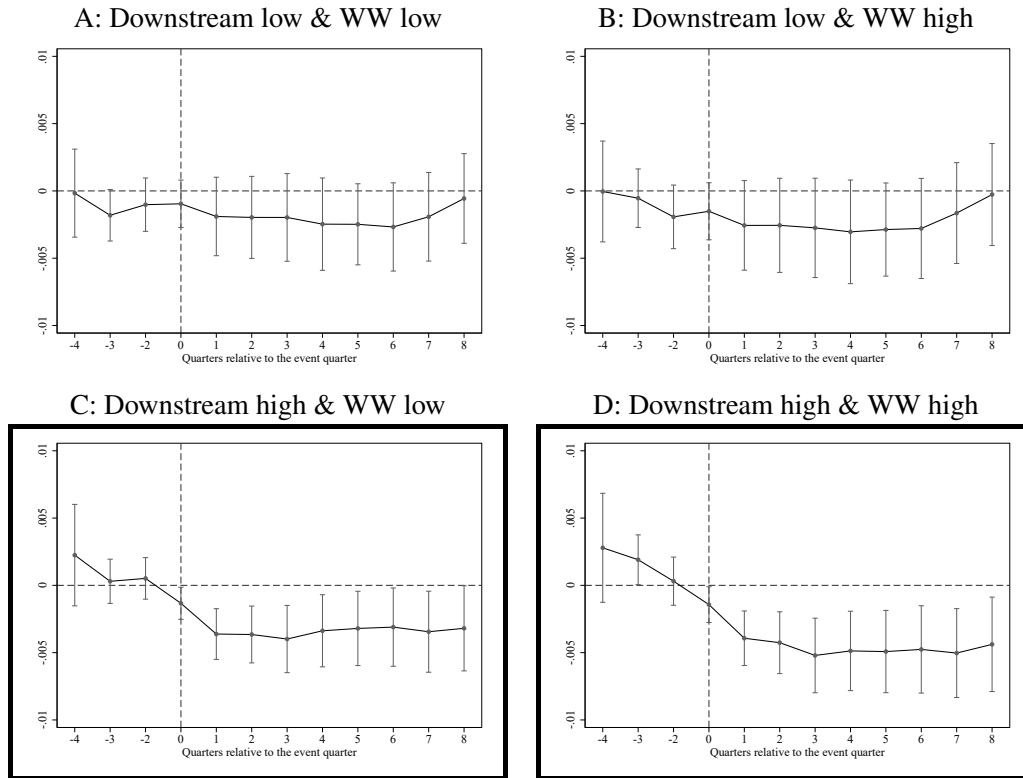 A: Downstream low & WW low
B: Downstream low & WW high
.01
.005
0
-.005
-.01
-4 -3 -2 0 1 2 3 4 5 6 7 8
Quarters relative to the event quarter
.01
.005
0
-.005
-.01
-4 -3 -2 0 1 2 3 4 5 6 7 8
Quarters relative to the event quarter
C: Downstream high & WW low
D: Downstream high & WW high
.01
.005
0
-.005
-.01
-4 -3 -2 0 1 2 3 4 5 6 7 8
Quarters relative to the event quarter
.01
.005
0
-.005
-.01
-4 -3 -2 0 1 2 3 4 5 6 7 8
Quarters relative to the event quarter